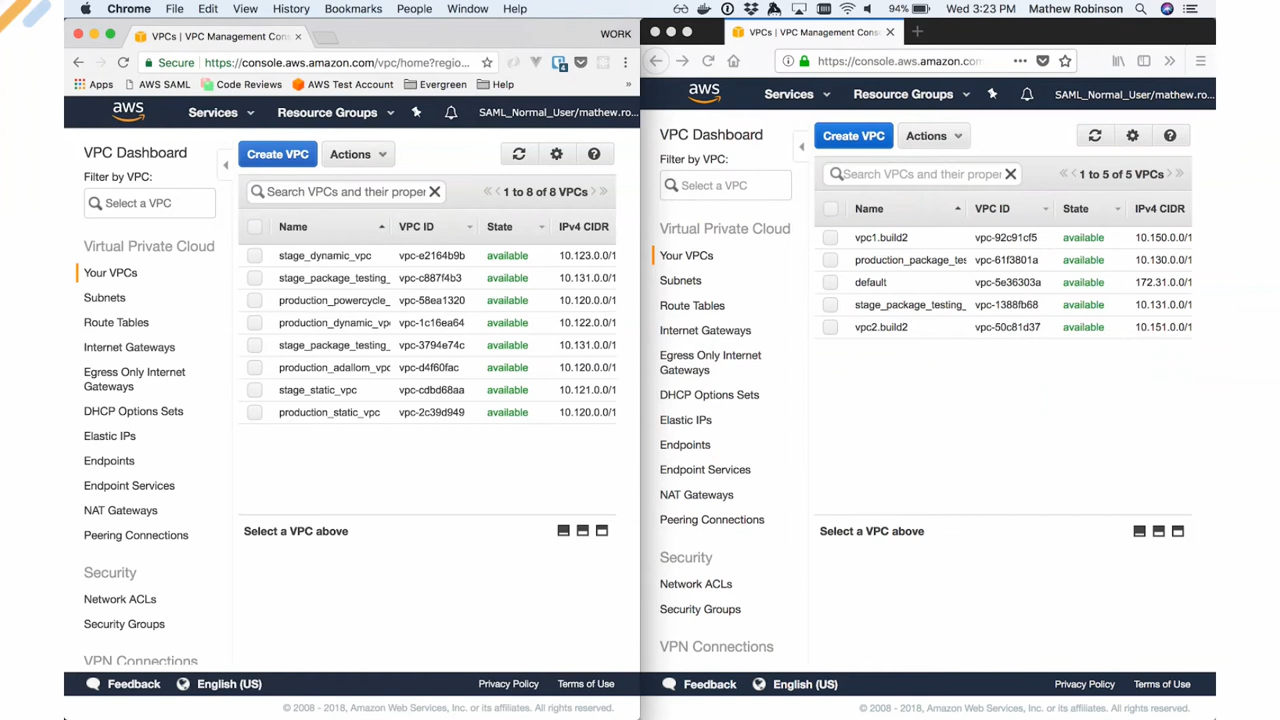 Chrome File Edit View History Bookmarks People Window Help 94% Wed 3:23 PM Mathew Robinson
VPCs | VPC Management Cons
WORK
Secure https://console.aws.amazon.com/vpc/home?regio...
Apps AWS SAML Code Reviews AWS Test Account Evergreen Help »
aws Services Resource Groups SAML_Normal_User/mathew.ro...
VPC Dashboard
Filter by VPC:
Select a VPC
Virtual Private Cloud
Your VPCs
Subnets
Route Tables
Internet Gateways
Egress Only Internet
Gateways
DHCP Options Sets
Elastic IPs
Endpoints
Endpoint Services
NAT Gateways
Peering Connections
Security
Network ACLs
Security Groups
VPN Connections
Create VPC Actions
Search VPCs and their proper 1 to 8 of 8 VPCs
Name VPC ID State IPv4 CIDR
stage_dynamic_vpc vpc-e2164b9b available 10.123.0.0/1
stage_package_testing_ vpc-c887f4b3 available 10.131.0.0/1
production_powercycle_ vpc-58ea1320 available 10.120.0.0/1
production_dynamic_vpc vpc-1c16ea64 available 10.122.0.0/1
stage_package_testing_ vpc-3794e74c available 10.131.0.0/1
production_adallom_vpc vpc-d4f60fac available 10.120.0.0/1
stage_static_vpc vpc-cdbd68aa available 10.121.0.0/1
production_static_vpc vpc-2c39d949 available 10.120.0.0/1
Select a VPC above
Feedback English (US) Privacy Policy Terms of Use
© 2008 - 2018, Amazon Web Services, Inc. or its affiliates. All rights reserved.
VPCs | VPC Management Cons
https://console.aws.amazon.com
aws Services Resource Groups SAML_Normal_User/mathew.ro...
VPC Dashboard
Filter by VPC:
Select a VPC
Virtual Private Cloud
Your VPCs
Subnets
Route Tables
Internet Gateways
Egress Only Internet
Gateways
DHCP Options Sets
Elastic IPs
Endpoints
Endpoint Services
NAT Gateways
Peering Connections
Security
Network ACLs
Security Groups
VPN Connections
Create VPC Actions
Search VPCs and their proper 1 to 5 of 5 VPCs
Name VPC ID State IPv4 CIDR
vpc1.build2 vpc-92c91cf5 available 10.150.0.0/1
production_package_tes vpc-61f3801a available 10.130.0.0/1
default vpc-5e36303a available 172.31.0.0/1
stage_package_testing_ vpc-1388fb68 available 10.131.0.0/1
vpc2.build2 vpc-50c81d37 available 10.151.0.0/1
Select a VPC above
Feedback English (US) Privacy Policy Terms of Use
© 2008 - 2018, Amazon Web Services, Inc. or its affiliates. All rights reserved.